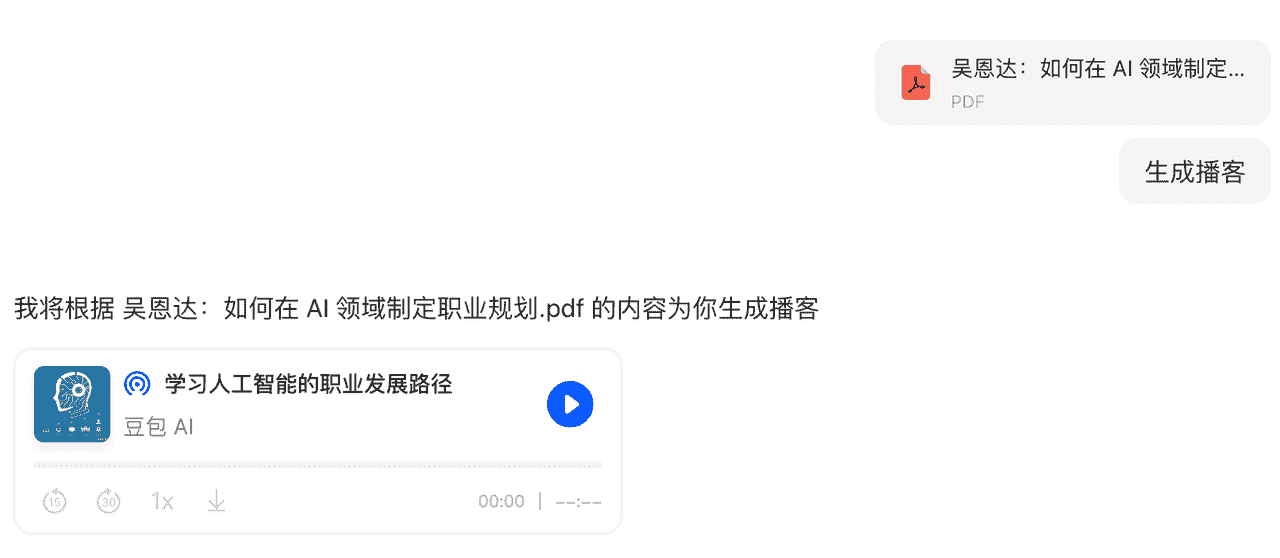 吴恩达：如何在 AI 领域制定...
PDF
生成播客
我将根据 吴恩达：如何在 AI 领域制定职业规划.pdf 的内容为你生成播客
学习人工智能的职业发展路径
豆包 AI
15 30 1x 00:00 | --:--